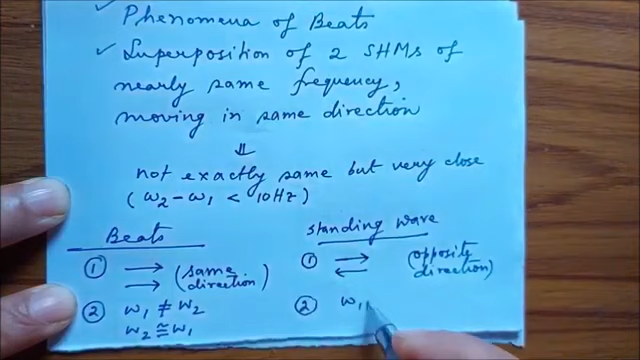 ✓ Phenomena of Beats
✓ Superposition of 2 SHMs of
nearly same frequency,
moving in same direction
⇓
not exactly same but very close
(ω₂-ω₁ < 10Hz)
Beats
① → → (same direction)
② ω₁ ≠ ω₂
ω₂ ≅ ω₁
Standing wave
① → ← (opposite direction)
② ω₁